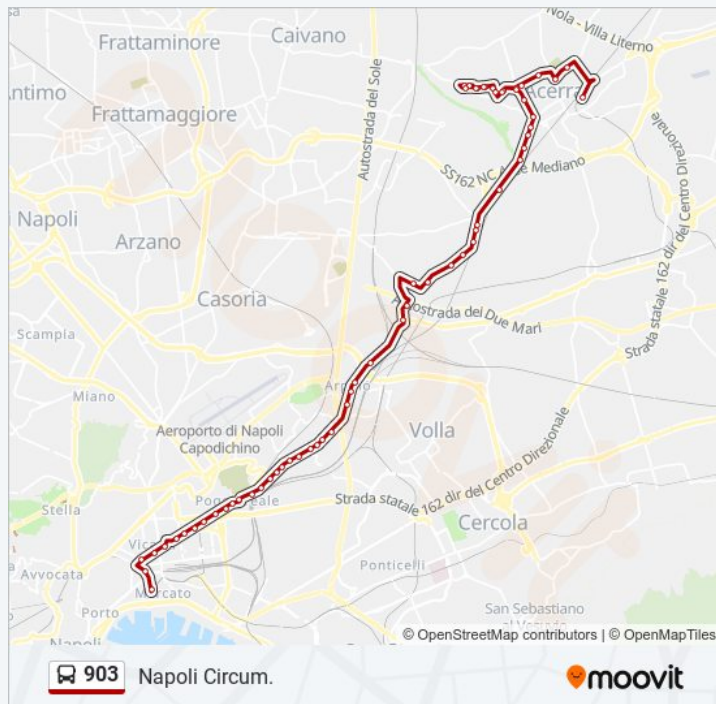 Frattaminore
Caivano
Nola - Villa Literno
Antimo
Acerra
Frattamaggiore
Autostrada del Sole
SS162 NC Asse Mediano
i Napoli
Arzano
Strada statale 162 dir del Centro Direzionale
Casoria
Autostrada dei Due Mari
Scampia
Miano
Arpino
Aeroporto di Napoli
Capodichino
Volla
Strada statale 162 dir del Centro Direzionale
Poggioreale
Stella
Cercola
Vica
Avvocata
Ponticelli
Mercato
Porto
San Sebastiano
al Vesuvio
Napoli
© OpenStreetMap contributors | © OpenMapTiles
903 Napoli Circum.
moovit